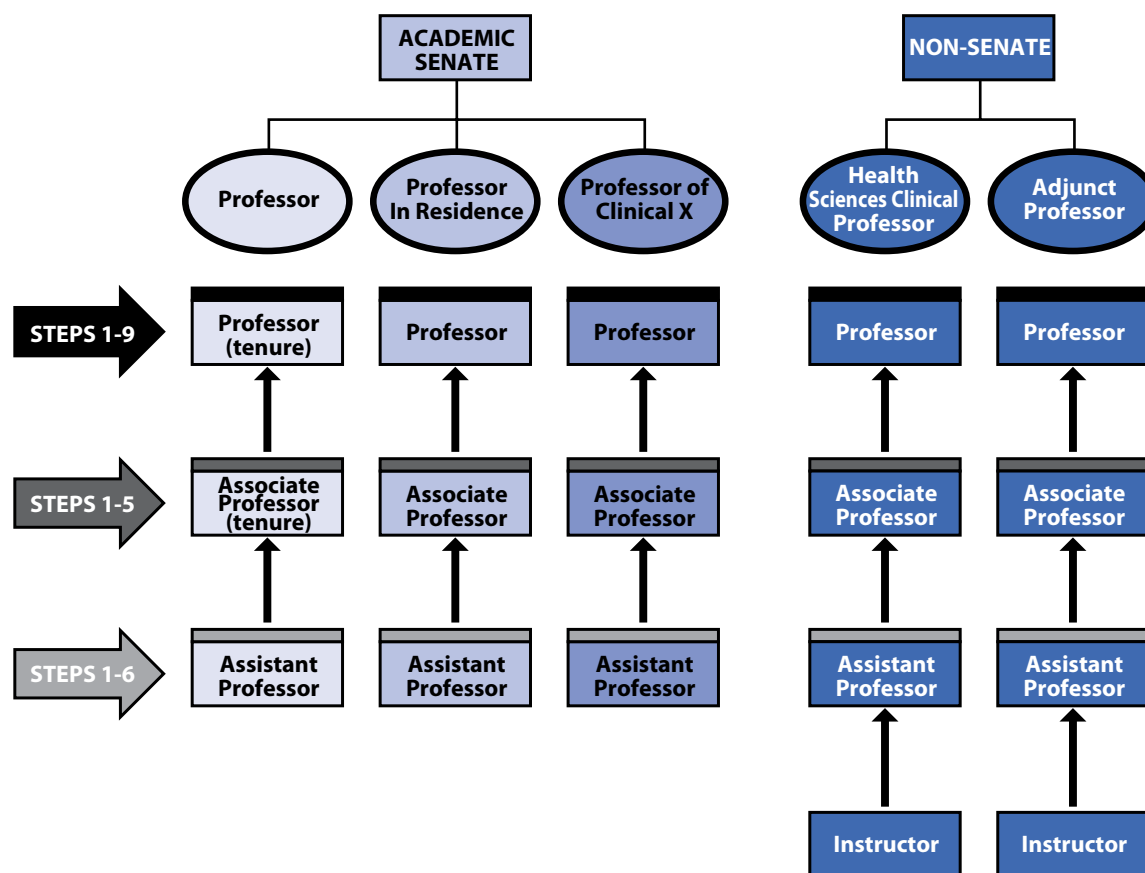 ACADEMIC
SENATE
NON-SENATE
Professor
Professor
In Residence
Professor of
Clinical X
Health
Sciences Clinical
Professor
Adjunct
Professor
STEPS 1-9
Professor
(tenure)
Professor
Professor
Professor
Professor
STEPS 1-5
Associate
Professor
(tenure)
Associate
Professor
Associate
Professor
Associate
Professor
Associate
Professor
STEPS 1-6
Assistant
Professor
Assistant
Professor
Assistant
Professor
Assistant
Professor
Assistant
Professor
Instructor
Instructor